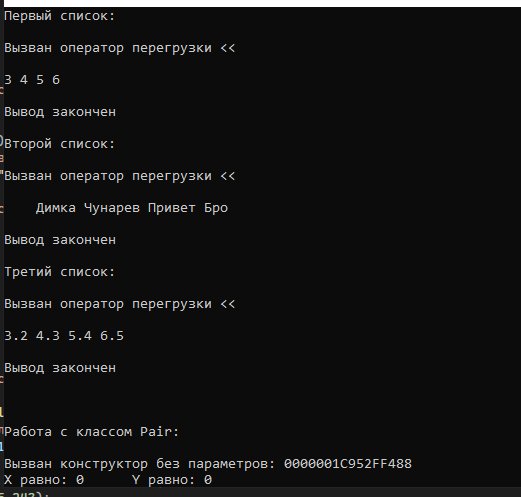 Первый список:
Вызван оператор перегрузки <<
3 4 5 6
Вывод закончен
Второй список:
Вызван оператор перегрузки <<
Димка Чунарев Привет Бро
Вывод закончен
Третий список:
Вызван оператор перегрузки <<
3.2 4.3 5.4 6.5
Вывод закончен
Работа с классом Pair:
Вызван конструктор без параметров: 0000001C952FF488
X равно: 0 Y равно: 0